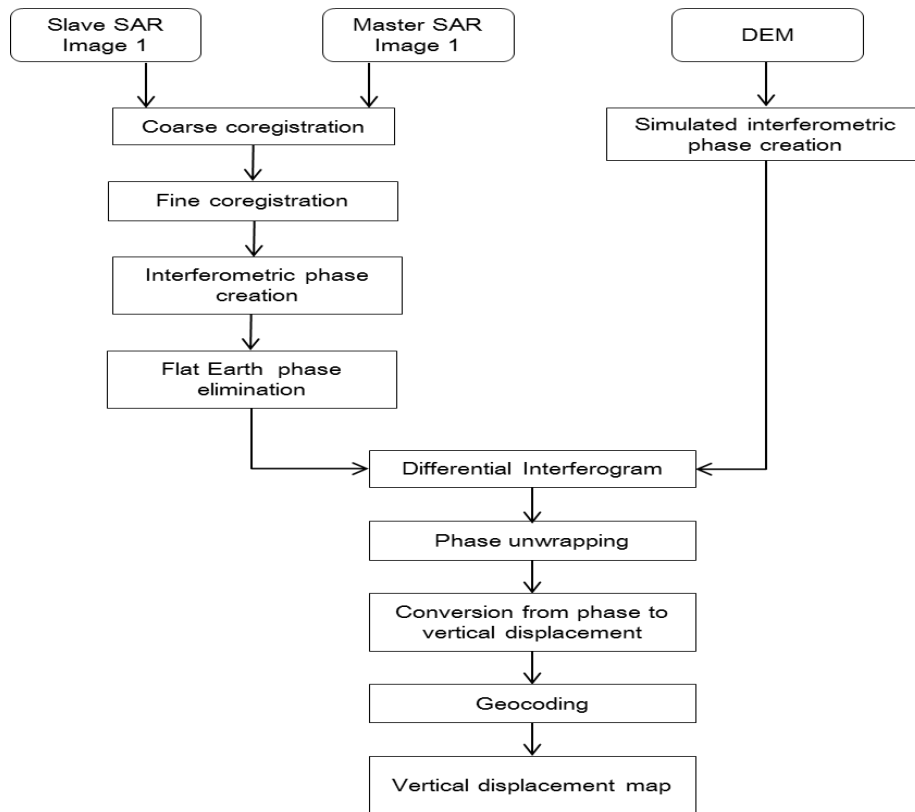 Slave SAR
Image 1
Master SAR
Image 1
DEM
Coarse coregistration
Simulated interferometric
phase creation
Fine coregistration
Interferometric phase
creation
Flat Earth phase
elimination
Differential Interferogram
Phase unwrapping
Conversion from phase to
vertical displacement
Geocoding
Vertical displacement map